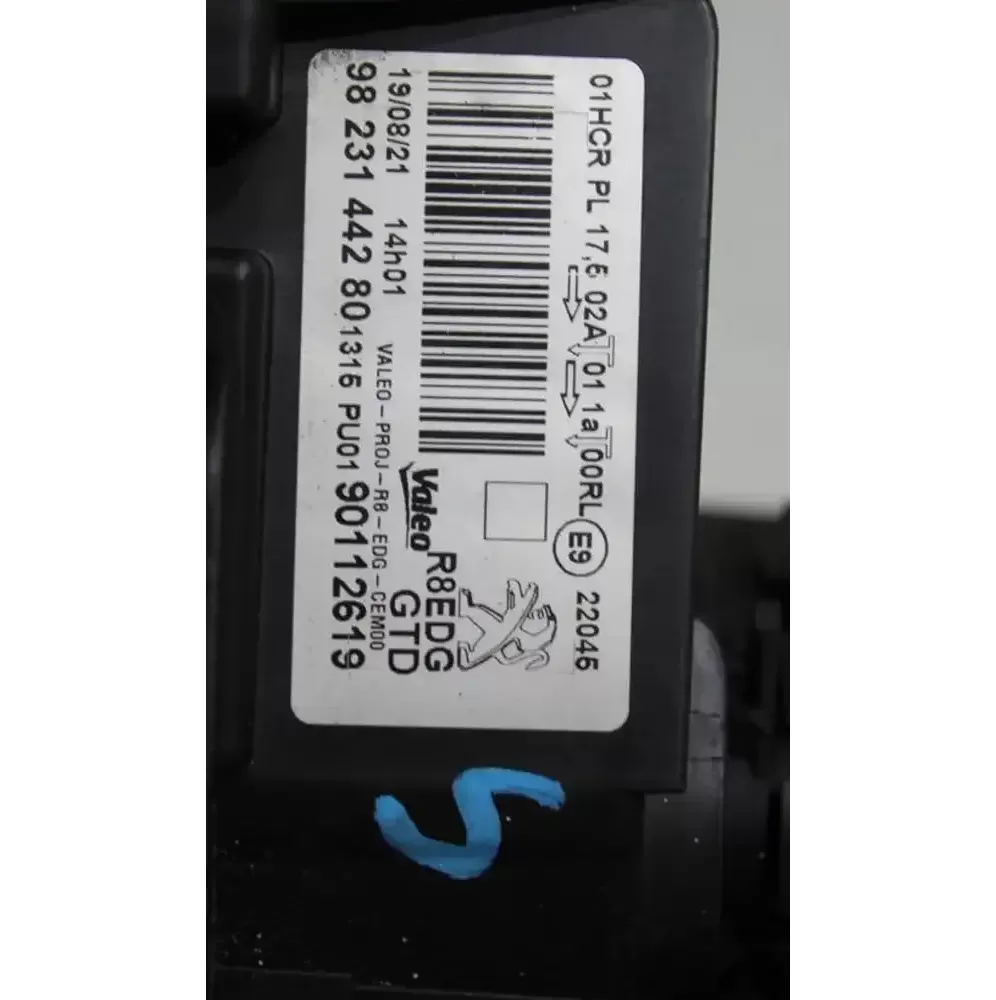 01HCR PL 17,5 02A 01 1a 00RL E9 22045
R8EDG
Valeo GTD
19/08/21 14h01
VALEO-PROJ-R8-EDG-CEM00
98 231 442 80 1316 PU01 90112619
S